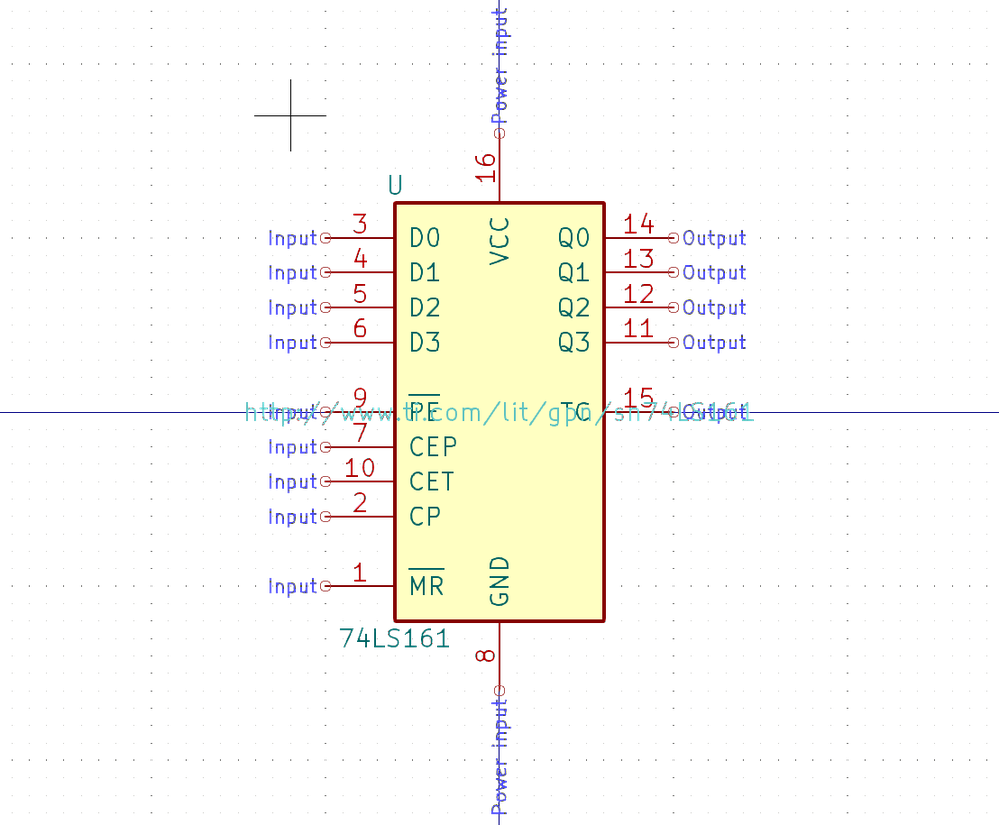 Power input
16
U
VCC
Input 3 D0 Q0 14 Output
Input 4 D1 Q1 13 Output
Input 5 D2 Q2 12 Output
Input 6 D3 Q3 11 Output
Input 9 PE TC 15 Output
http://www.ti.com/lit/gpn/sn74LS161
Input 7 CEP
Input 10 CET
Input 2 CP
Input 1 MR
GND
74LS161
8
Power input